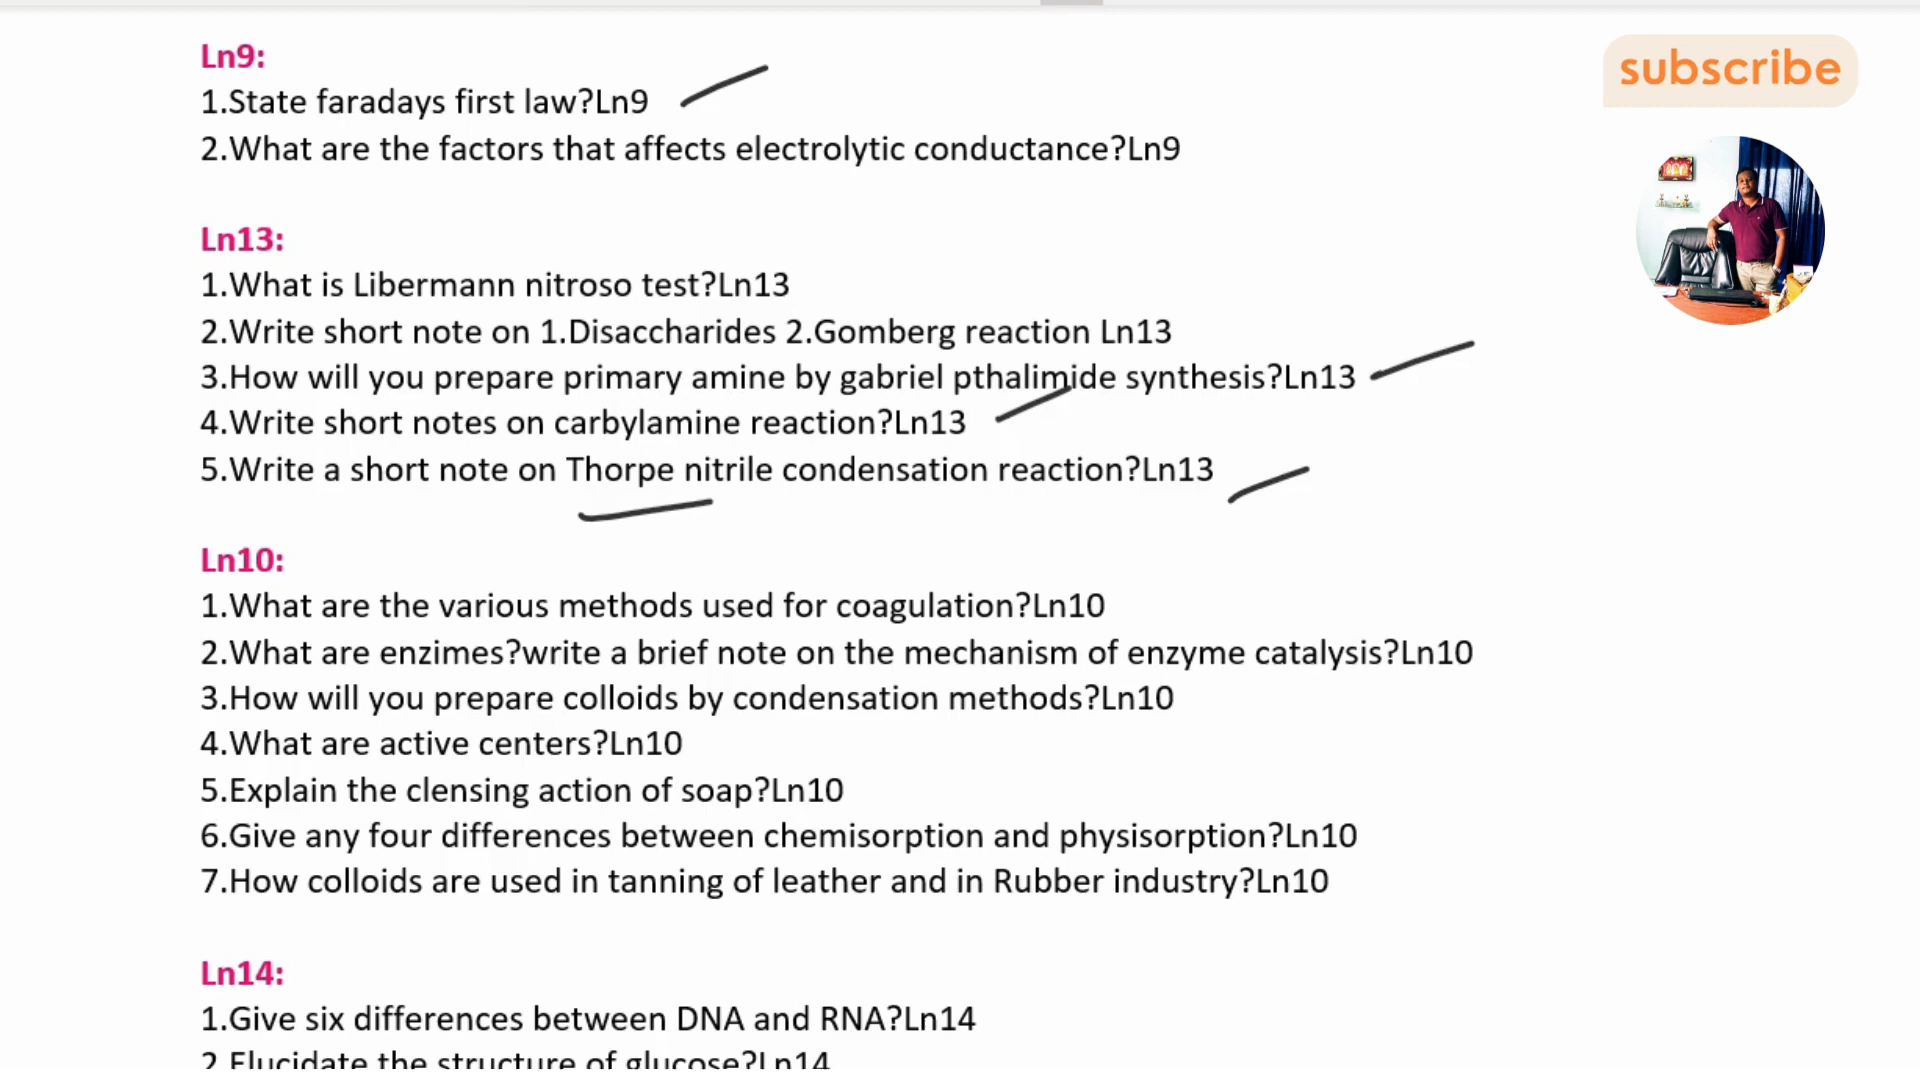 Ln9:
1.State faradays first law?Ln9
2.What are the factors that affects electrolytic conductance?Ln9
Ln13:
1.What is Libermann nitroso test?Ln13
2.Write short note on 1.Disaccharides 2.Gomberg reaction Ln13
3.How will you prepare primary amine by gabriel pthalimide synthesis?Ln13
4.Write short notes on carbylamine reaction?Ln13
5.Write a short note on Thorpe nitrile condensation reaction?Ln13
Ln10:
1.What are the various methods used for coagulation?Ln10
2.What are enzimes?write a brief note on the mechanism of enzyme catalysis?Ln10
3.How will you prepare colloids by condensation methods?Ln10
4.What are active centers?Ln10
5.Explain the clensing action of soap?Ln10
6.Give any four differences between chemisorption and physisorption?Ln10
7.How colloids are used in tanning of leather and in Rubber industry?Ln10
Ln14:
1.Give six differences between DNA and RNA?Ln14
2.Elucidate the structure of glucose?Ln14
subscribe